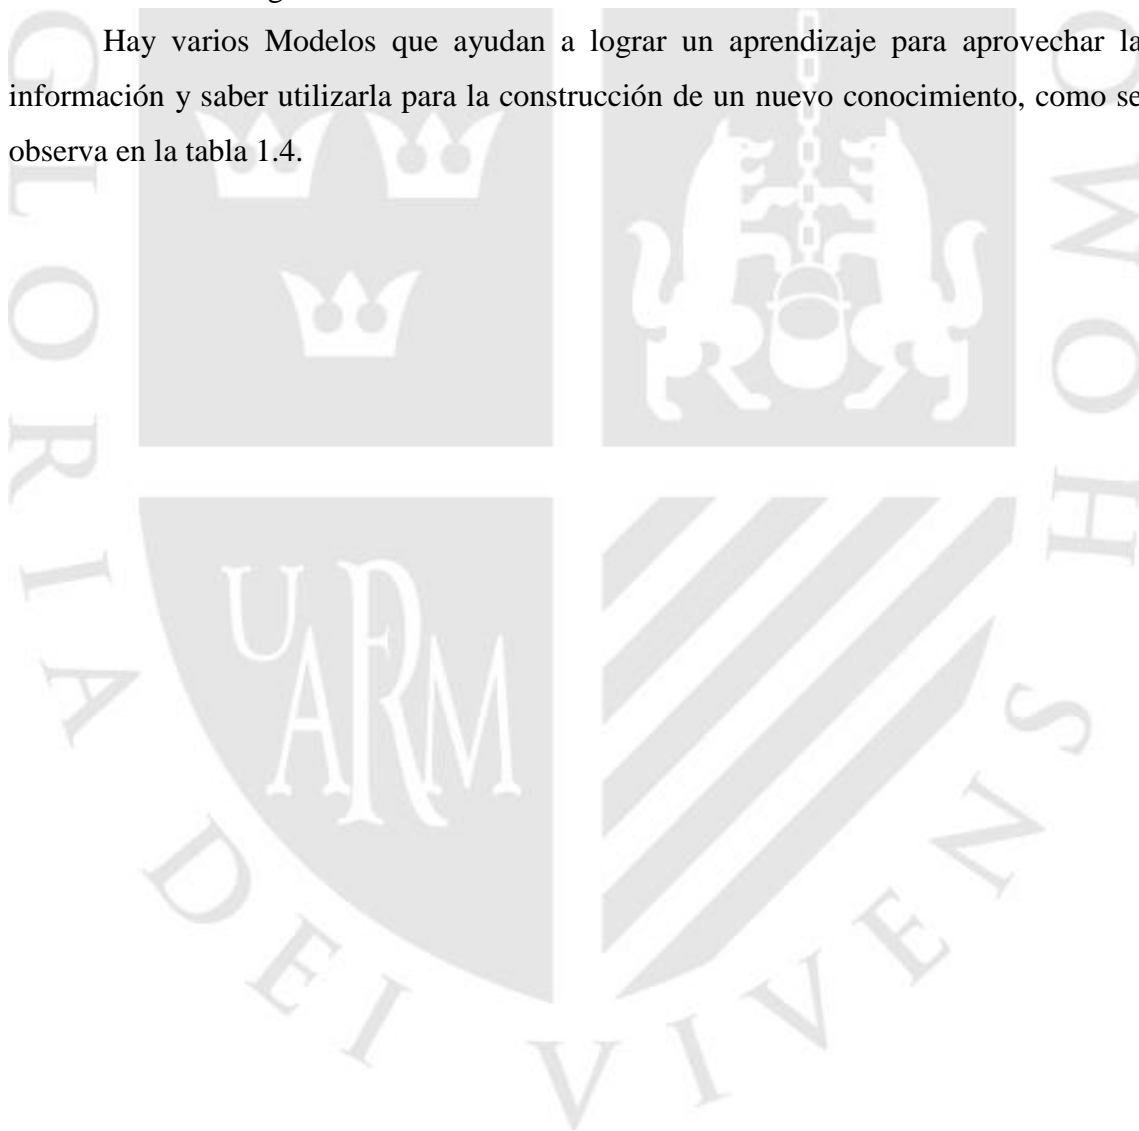 Hay varios Modelos que ayudan a lograr un aprendizaje para aprovechar la
información y saber utilizarla para la construcción de un nuevo conocimiento, como se
observa en la tabla 1.4.
GLORIA DEI VIVENS HOMO
UARM